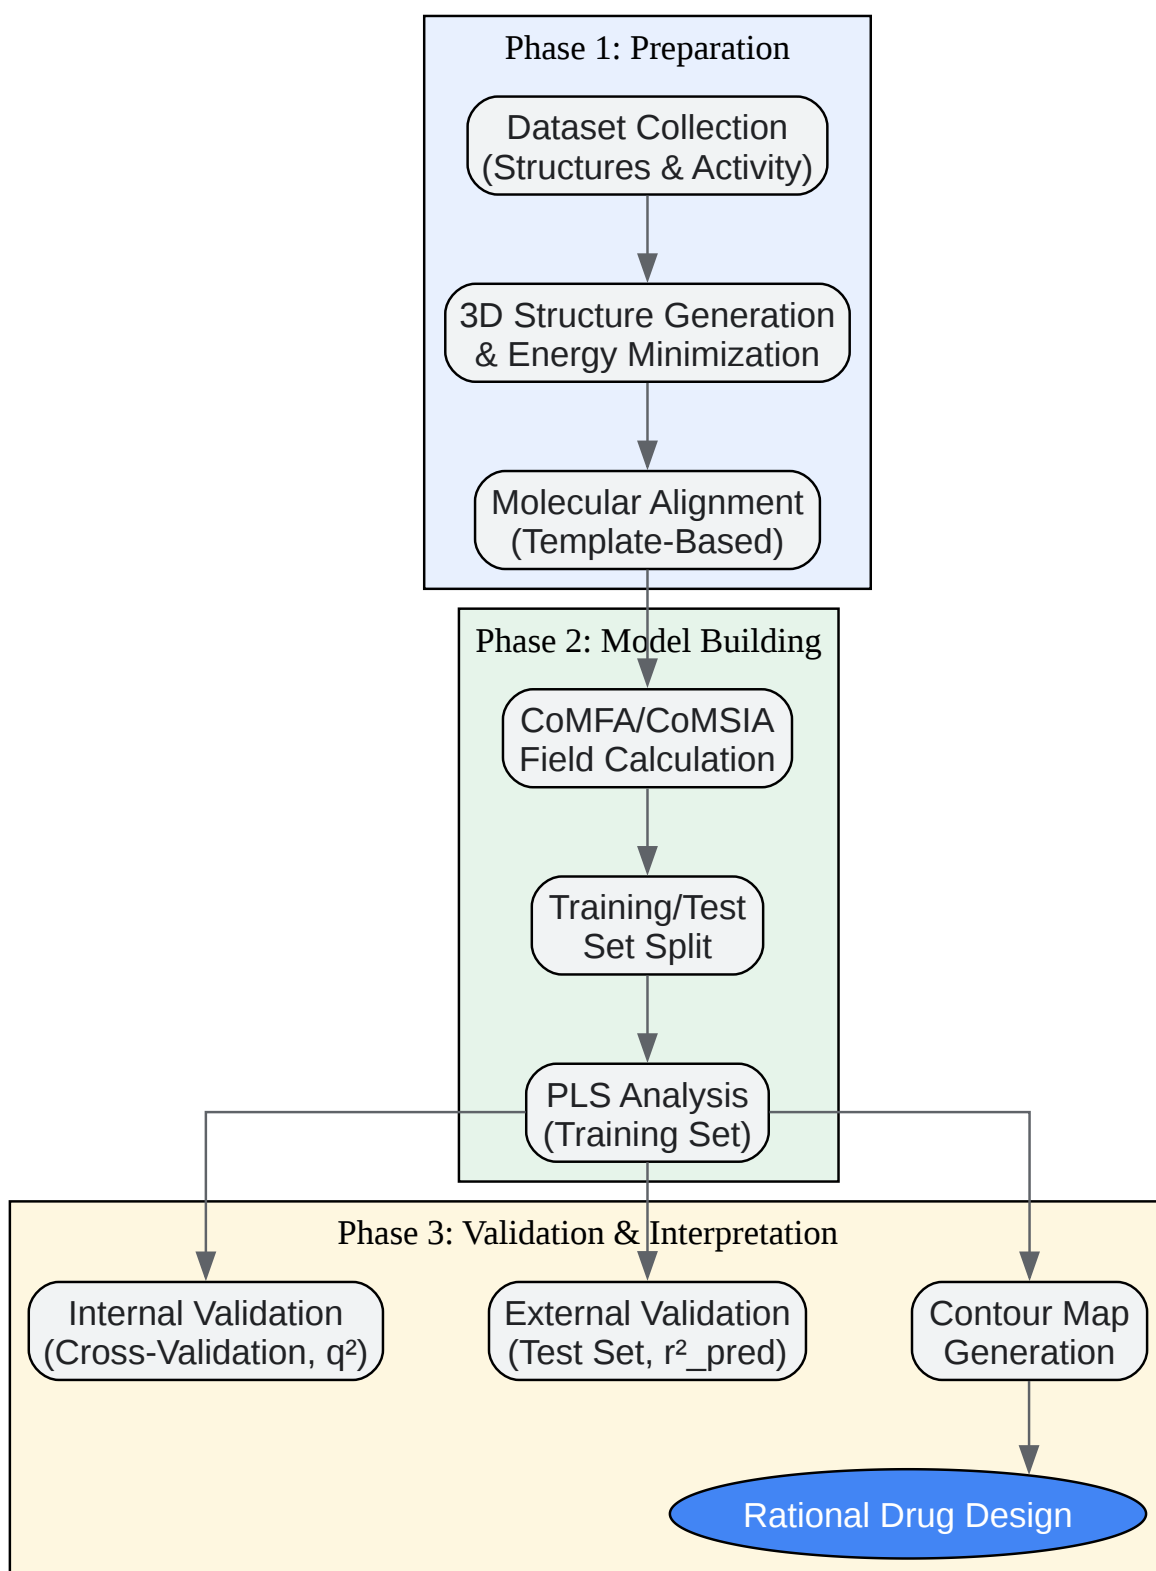 Phase 1: Preparation
Dataset Collection
(Structures & Activity)
3D Structure Generation
& Energy Minimization
Molecular Alignment
(Template-Based)
Phase 2: Model Building
CoMFA/CoMSIA
Field Calculation
Training/Test
Set Split
PLS Analysis
(Training Set)
Phase 3: Validation & Interpretation
Internal Validation
(Cross-Validation, q²)
External Validation
(Test Set, r²_pred)
Contour Map
Generation
Rational Drug Design